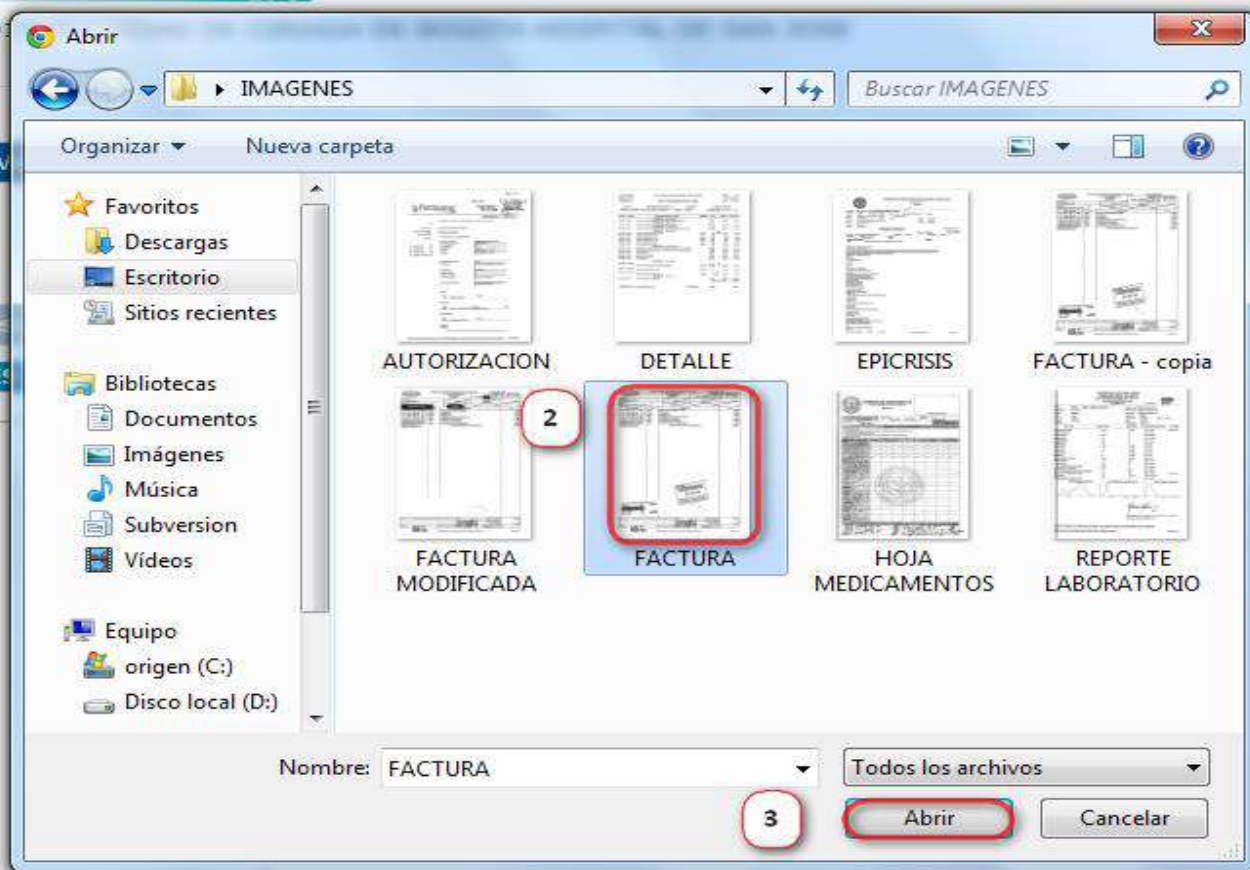 Abrir
IMAGENES
Buscar IMAGENES
Organizar
Nueva carpeta
Favoritos
Descargas
Escritorio
Sitios recientes
Bibliotecas
Documentos
Imágenes
Música
Subversion
Vídeos
Equipo
origen (C:)
Disco local (D:)
AUTORIZACION
DETALLE
EPICRISIS
FACTURA - copia
2
FACTURA
MODIFICADA
FACTURA
HOJA
MEDICAMENTOS
REPORTE
LABORATORIO
Nombre: FACTURA
Todos los archivos
3
Abrir
Cancelar